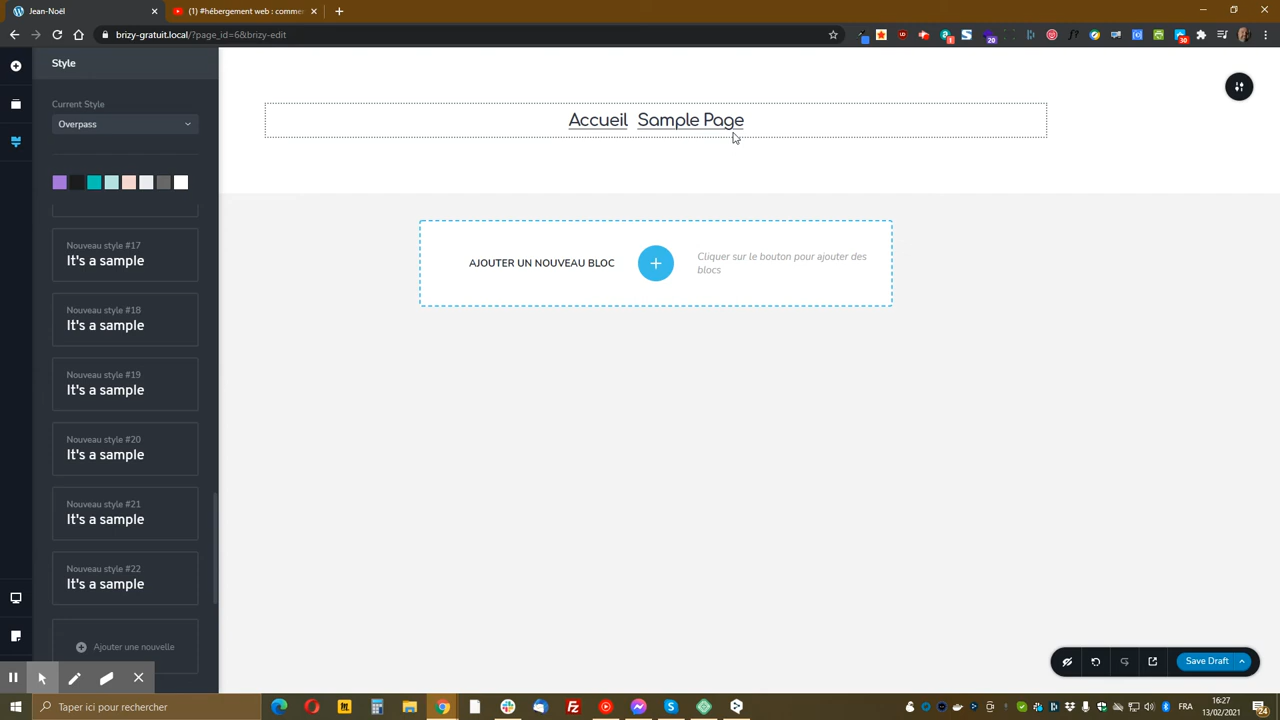 Jean-Noël
(1) #hébergement web : comme
brizy-gratuit.local/?page_id=6&brizy-edit
Style
Current Style
Overpass
Accueil Sample Page
AJOUTER UN NOUVEAU BLOC
Cliquer sur le bouton pour ajouter des
blocs
Nouveau style #17
It's a sample
Nouveau style #18
It's a sample
Nouveau style #19
It's a sample
Nouveau style #20
It's a sample
Nouveau style #21
It's a sample
Nouveau style #22
It's a sample
Ajouter une nouvelle
Save Draft
Taper ici pour rechercher
FRA
16:27
13/02/2021